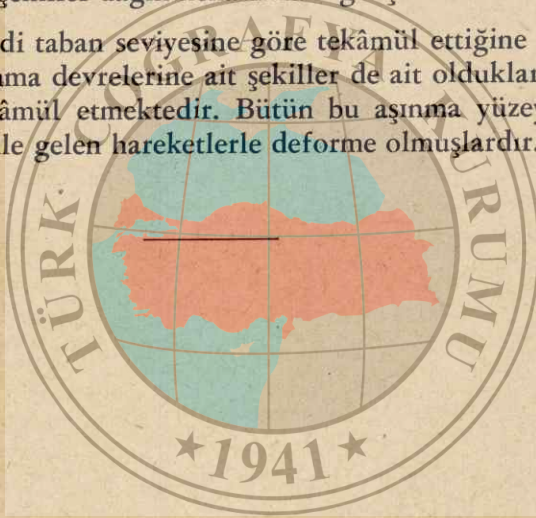 di taban seviyesine göre tekâmül ettiğine
ma devrelerine ait şekiller de ait oldukları
âmül etmektedir. Bütün bu aşınma yüzey
le gelen hareketlerle deforme olmuşlardır.
TÜRK COĞRAFYA KURUMU
★1941★